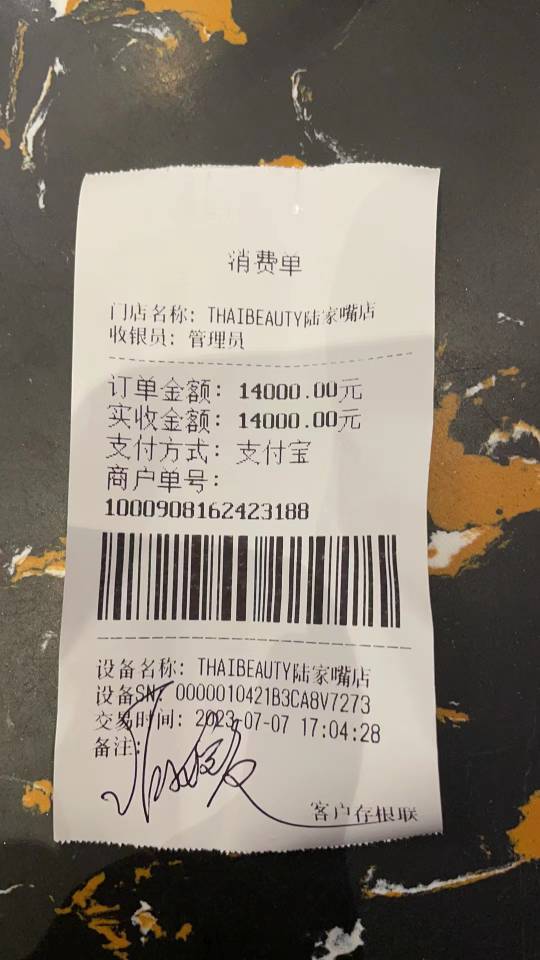 消费单
门店名称: THAIBEAUTY陆家嘴店
收银员: 管理员
订单金额: 14000.00元
实收金额: 14000.00元
支付方式: 支付宝
商户单号:
1000908162423188
设备名称: THAIBEAUTY陆家嘴店
设备SN: 0000010421B3CA8V7273
交易时间: 2023-07-07 17:04:28
备注:
客户存根联